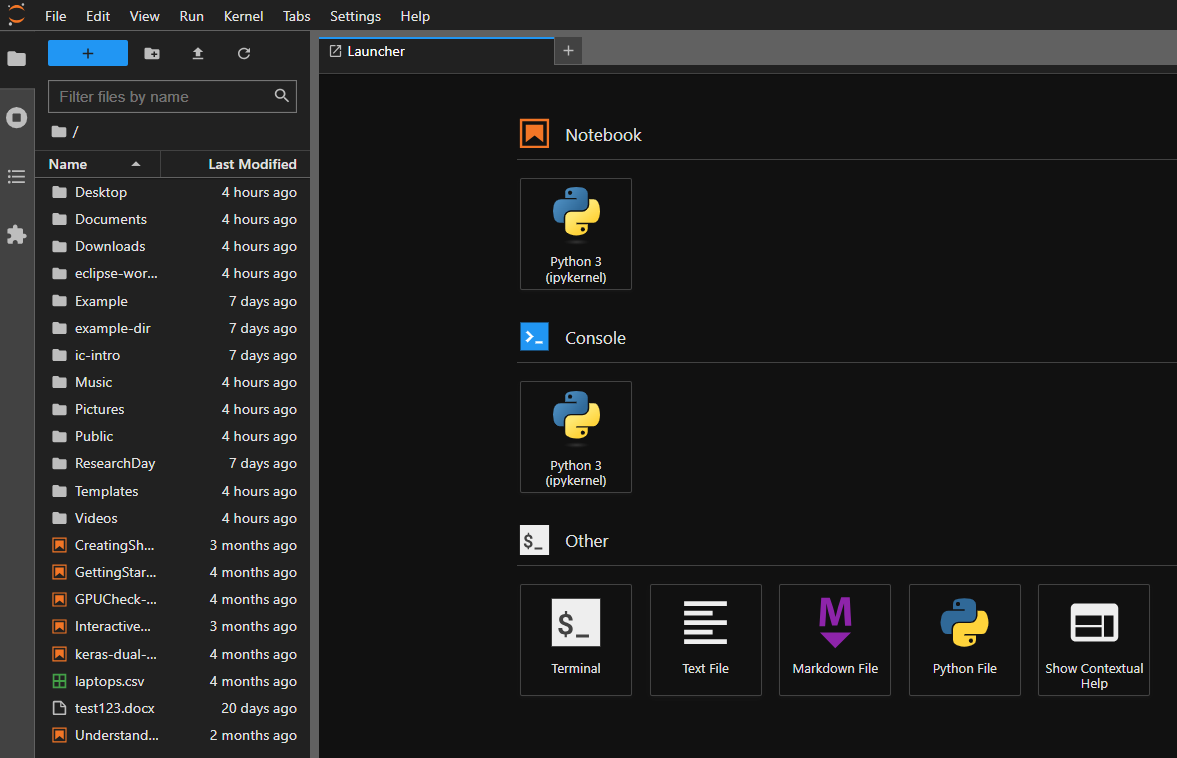 File Edit View Run Kernel Tabs Settings Help
Launcher
Filter files by name
/
Name Last Modified
Desktop 4 hours ago
Documents 4 hours ago
Downloads 4 hours ago
eclipse-wor... 4 hours ago
Example 7 days ago
example-dir 7 days ago
ic-intro 7 days ago
Music 4 hours ago
Pictures 4 hours ago
Public 4 hours ago
ResearchDay 7 days ago
Templates 4 hours ago
Videos 4 hours ago
CreatingSh... 3 months ago
GettingStar... 4 months ago
GPUCheck-... 4 months ago
Interactive... 3 months ago
keras-dual-... 4 months ago
laptops.csv 4 months ago
test123.docx 20 days ago
Understand... 2 months ago
Notebook
Python 3
(ipykernel)
Console
Python 3
(ipykernel)
$_ Other
$_
M
Terminal
Text File
Markdown File
Python File
Show Contextual
Help